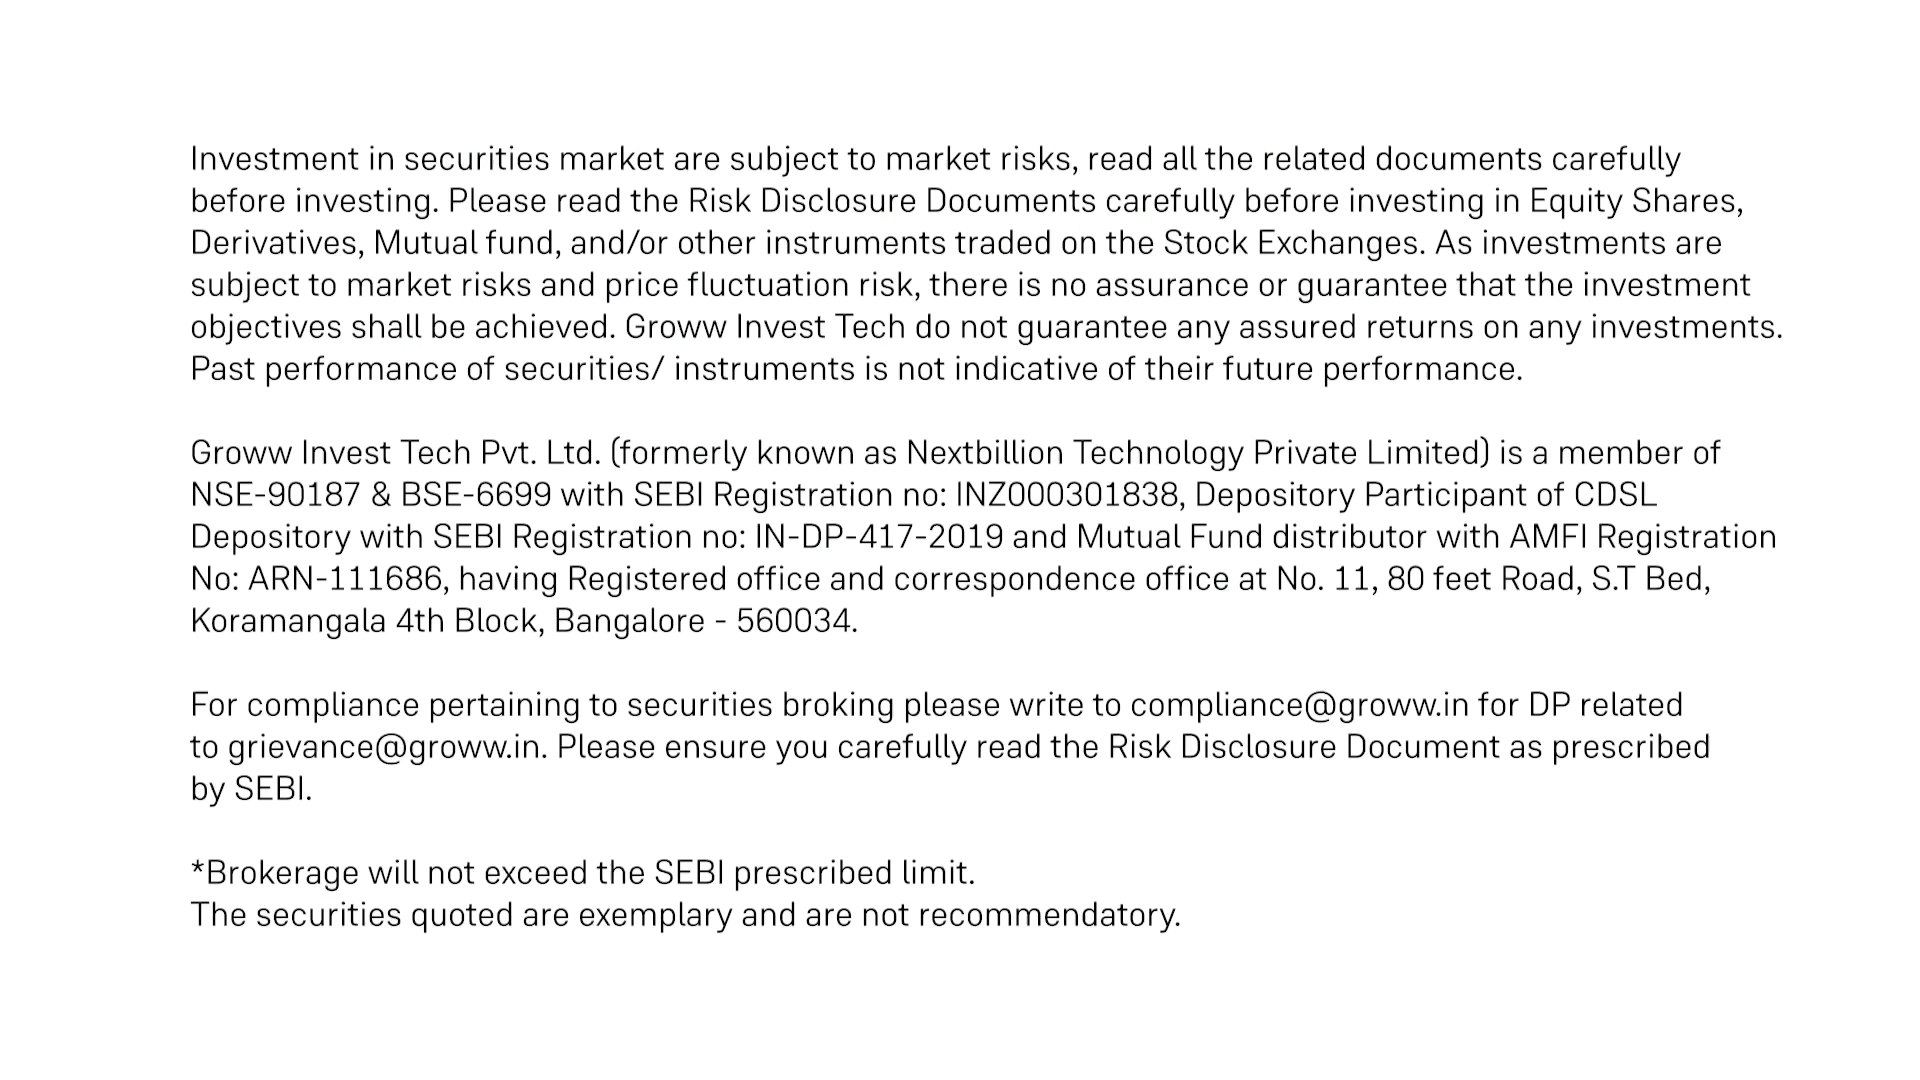 Investment in securities market are subject to market risks, read all the related documents carefully
before investing. Please read the Risk Disclosure Documents carefully before investing in Equity Shares,
Derivatives, Mutual fund, and/or other instruments traded on the Stock Exchanges. As investments are
subject to market risks and price fluctuation risk, there is no assurance or guarantee that the investment
objectives shall be achieved. Groww Invest Tech do not guarantee any assured returns on any investments.
Past performance of securities/ instruments is not indicative of their future performance.

Groww Invest Tech Pvt. Ltd. (formerly known as Nextbillion Technology Private Limited) is a member of
NSE-90187 & BSE-6699 with SEBI Registration no: INZ000301838, Depository Participant of CDSL
Depository with SEBI Registration no: IN-DP-417-2019 and Mutual Fund distributor with AMFI Registration
No: ARN-111686, having Registered office and correspondence office at No. 11, 80 feet Road, S.T Bed,
Koramangala 4th Block, Bangalore - 560034.

For compliance pertaining to securities broking please write to compliance@groww.in for DP related
to grievance@groww.in. Please ensure you carefully read the Risk Disclosure Document as prescribed
by SEBI.

*Brokerage will not exceed the SEBI prescribed limit.
The securities quoted are exemplary and are not recommendatory.